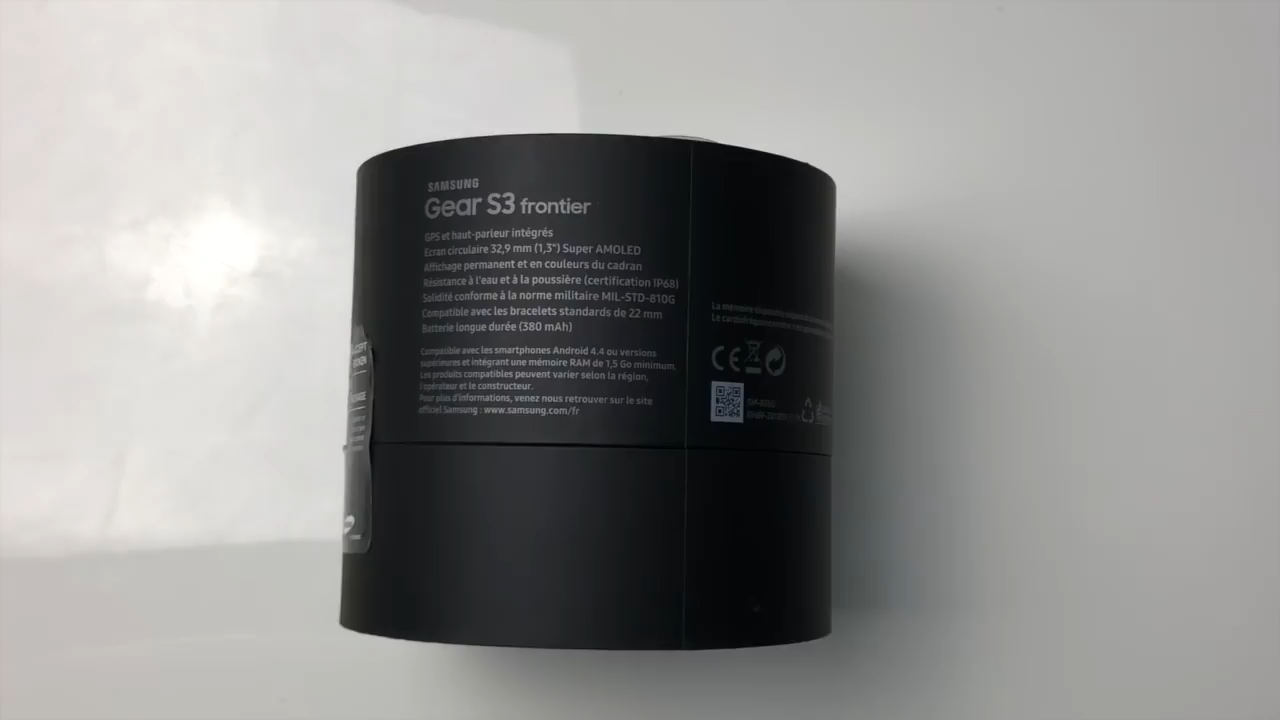 SAMSUNG
Gear S3 frontier
GPS et haut-parleur intégrés
Ecran circulaire 32,9 mm (1,3") Super AMOLED
Affichage permanent et en couleurs du cadran
Résistance à l'eau et à la poussière (certification IP68)
Solidité conforme à la norme militaire MIL-STD-810G
Compatible avec les bracelets standards de 22 mm
Batterie longue durée (380 mAh)
Compatible avec les smartphones Android 4.4 ou versions
supérieures et intégrant une mémoire RAM de 1,5 Go minimum.
Les produits compatibles peuvent varier selon la région,
l'opérateur et le constructeur.
Pour plus d'informations, venez nous retrouver sur le site
officiel Samsung : www.samsung.com/fr
La mémoire
Le
CE